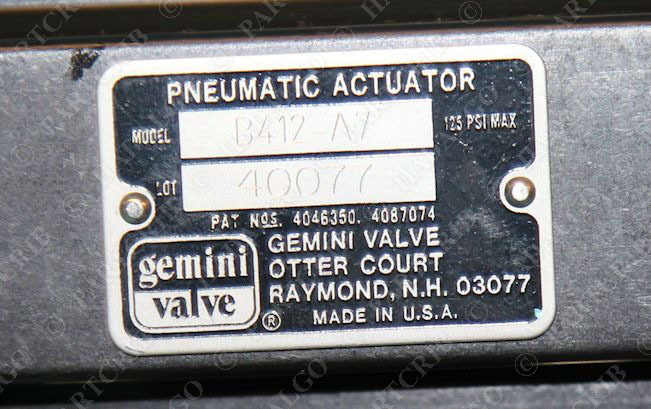 PNEUMATIC ACTUATOR
MODEL B412-A7 125 PSI MAX
LOT 40077
PAT NOS. 4046350. 4087074
gemini
valve ®
GEMINI VALVE
OTTER COURT
RAYMOND, N.H. 03077
MADE IN U.S.A.